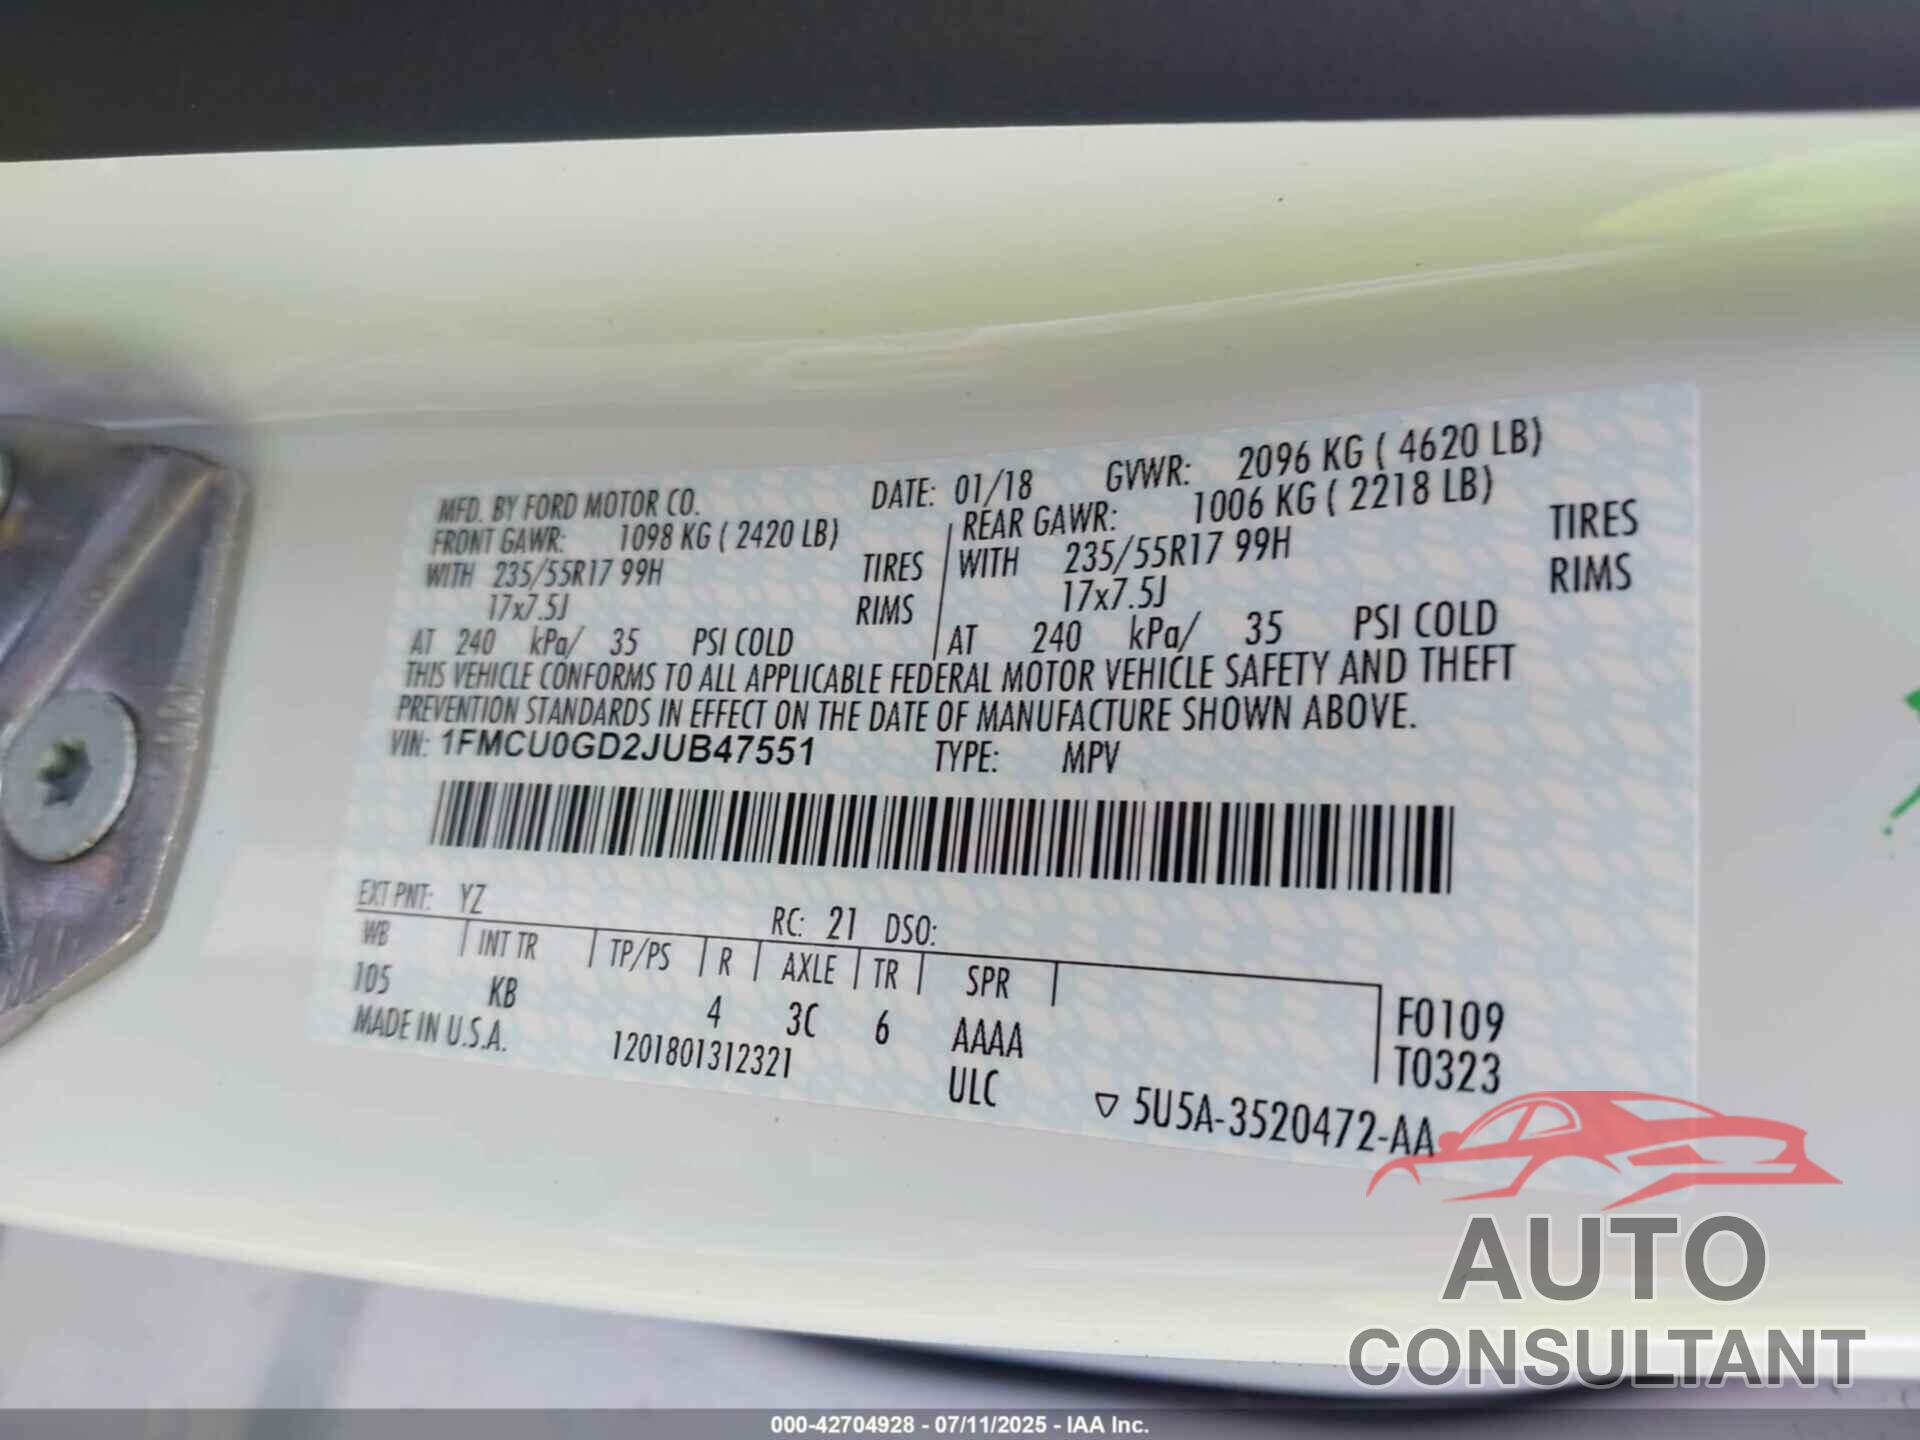 MFD. BY FORD MOTOR CO. DATE: 01/18 GVWR: 2096 KG ( 4620 LB)
FRONT GAWR: 1098 KG ( 2420 LB) REAR GAWR: 1006 KG ( 2218 LB)
WITH 235/55R17 99H TIRES WITH 235/55R17 99H TIRES
17x7.5J RIMS 17x7.5J RIMS
AT 240 kPa/ 35 PSI COLD AT 240 kPa/ 35 PSI COLD
THIS VEHICLE CONFORMS TO ALL APPLICABLE FEDERAL MOTOR VEHICLE SAFETY AND THEFT
PREVENTION STANDARDS IN EFFECT ON THE DATE OF MANUFACTURE SHOWN ABOVE.
VIN: 1FMCU0GD2JUB47551 TYPE: MPV
EXT PNT: YZ RC: 21 DSO:
WB INT TR TP/PS R AXLE TR SPR
105 KB 4 3C 6 AAAA F0109
MADE IN U.S.A. 1201801312321 ULC T0323
▽ 5U5A-3520472-AA
AUTO
CONSULTANT
000-42704928 - 07/11/2025 - IAA Inc.